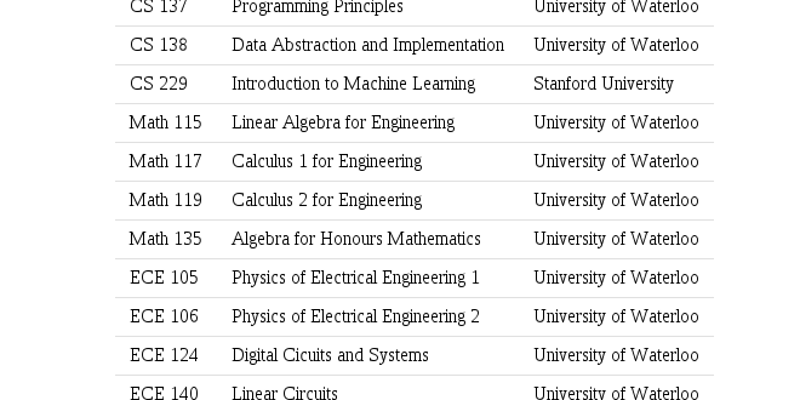 CS 137 Programming Principles University of Waterloo
CS 138 Data Abstraction and Implementation University of Waterloo
CS 229 Introduction to Machine Learning Stanford University
Math 115 Linear Algebra for Engineering University of Waterloo
Math 117 Calculus 1 for Engineering University of Waterloo
Math 119 Calculus 2 for Engineering University of Waterloo
Math 135 Algebra for Honours Mathematics University of Waterloo
ECE 105 Physics of Electrical Engineering 1 University of Waterloo
ECE 106 Physics of Electrical Engineering 2 University of Waterloo
ECE 124 Digital Cicuits and Systems University of Waterloo
ECE 140 Linear Circuits University of Waterloo